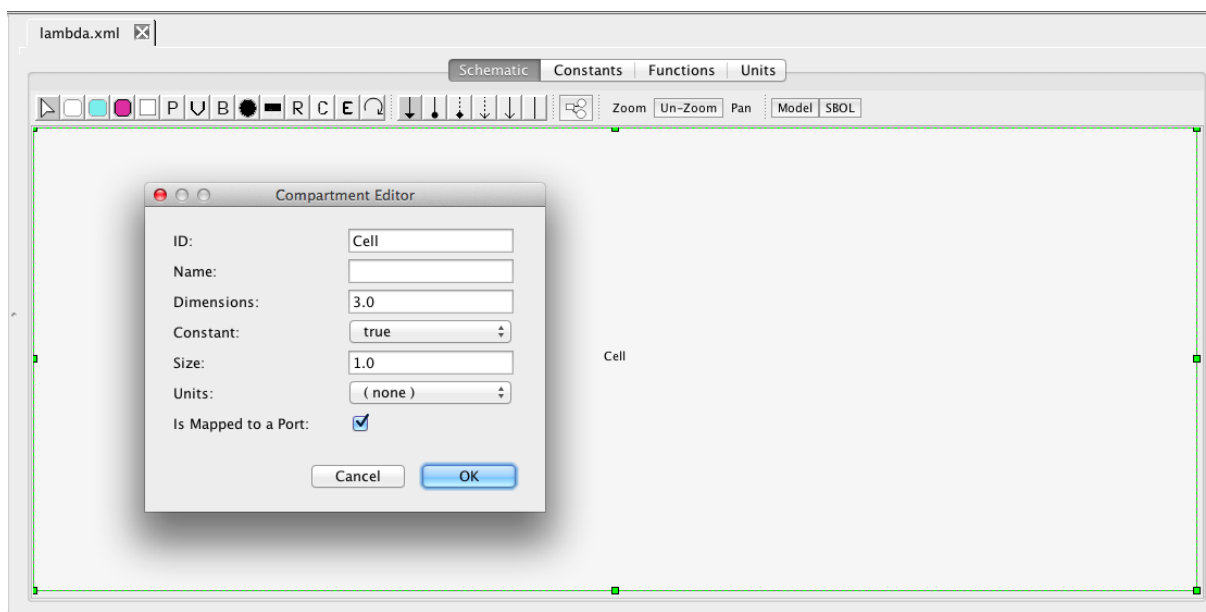 lambda.xml
Schematic Constants Functions Units
P V B R C E Zoom Un-Zoom Pan Model SBOL
Compartment Editor
ID: Cell
Name:
Dimensions: 3.0
Constant: true
Size: 1.0
Units: ( none )
Is Mapped to a Port:
Cancel OK
Cell